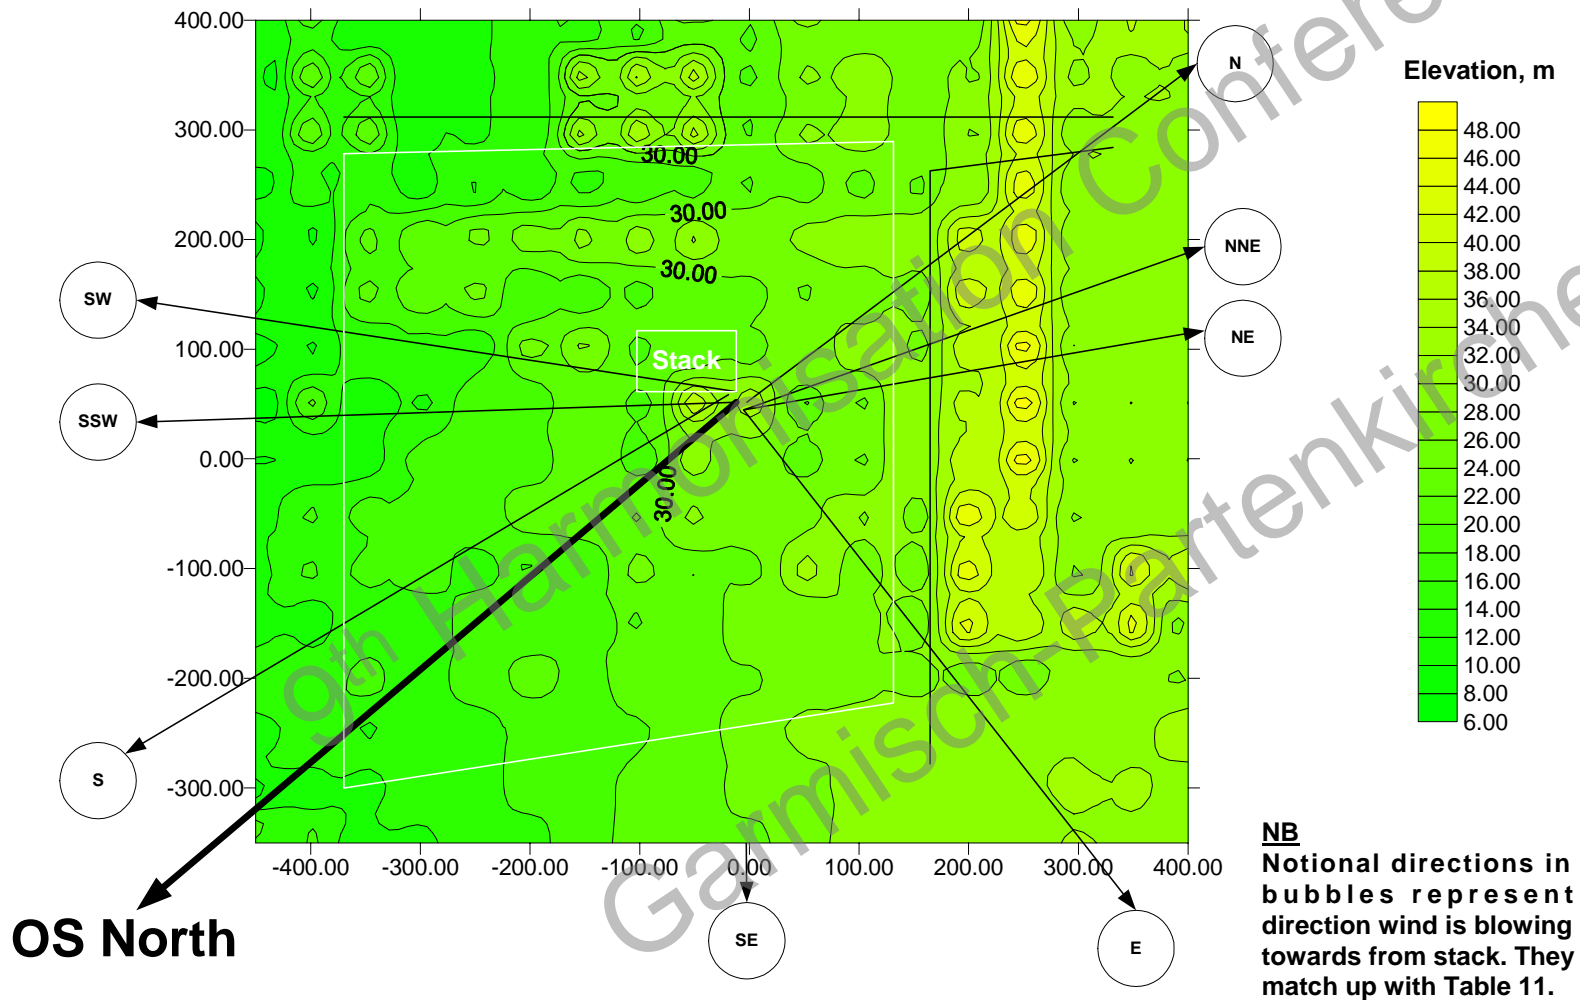 400.00
300.00
200.00
100.00
0.00
-100.00
-200.00
-300.00
-400.00 -300.00 -200.00 -100.00 0.00 100.00 200.00 300.00 400.00
30.00
30.00
30.00
30.00
Stack
N
NNE
NE
SW
SSW
S
SE
E
OS North
Elevation, m
48.00
46.00
44.00
42.00
40.00
38.00
36.00
34.00
32.00
30.00
28.00
26.00
24.00
22.00
20.00
18.00
16.00
14.00
12.00
10.00
8.00
6.00
NB
Notional directions in
bubbles represent
direction wind is blowing
towards from stack. They
match up with Table 11.
9th Harmonisation Confere
Garmisch-Partenkirche